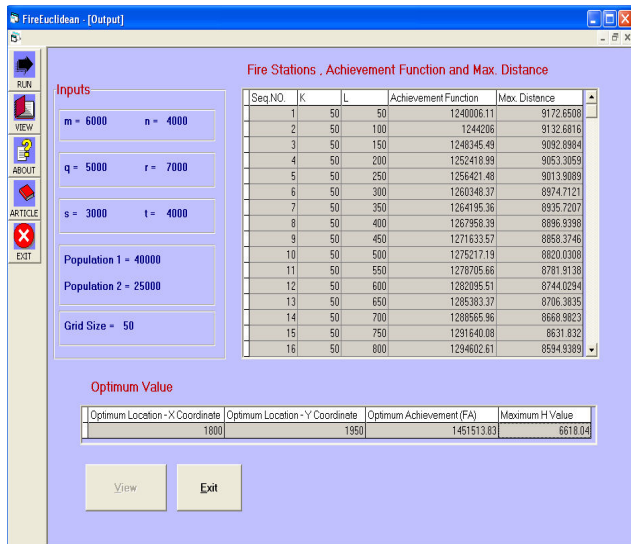 FireEuclidean - [Output]
RUN
VIEW
ABOUT
ARTICLE
EXIT
Fire Stations , Achievement Function and Max. Distance
Inputs
m = 6000 n = 4000
q = 5000 r = 7000
s = 3000 t = 4000
Population 1 = 40000
Population 2 = 25000
Grid Size = 50
Seq.NO. K L Achievement Function Max. Distance
1 50 50 1240006.11 9172.6508
2 50 100 1244206 9132.6816
3 50 150 1248345.49 9092.8984
4 50 200 1252418.99 9053.3059
5 50 250 1256421.48 9013.9089
6 50 300 1260348.37 8974.7121
7 50 350 1264195.36 8935.7207
8 50 400 1267958.39 8896.9398
9 50 450 1271633.57 8858.3746
10 50 500 1275217.19 8820.0308
11 50 550 1278705.66 8781.9138
12 50 600 1282095.51 8744.0294
13 50 650 1285383.37 8706.3835
14 50 700 1288565.96 8668.9823
15 50 750 1291640.08 8631.832
16 50 800 1294602.61 8594.9389
Optimum Value
Optimum Location - X Coordinate Optimum Location - Y Coordinate Optimum Achievement (FA) Maximum H Value
1800 1950 1451513.83 6618.04
View
Exit